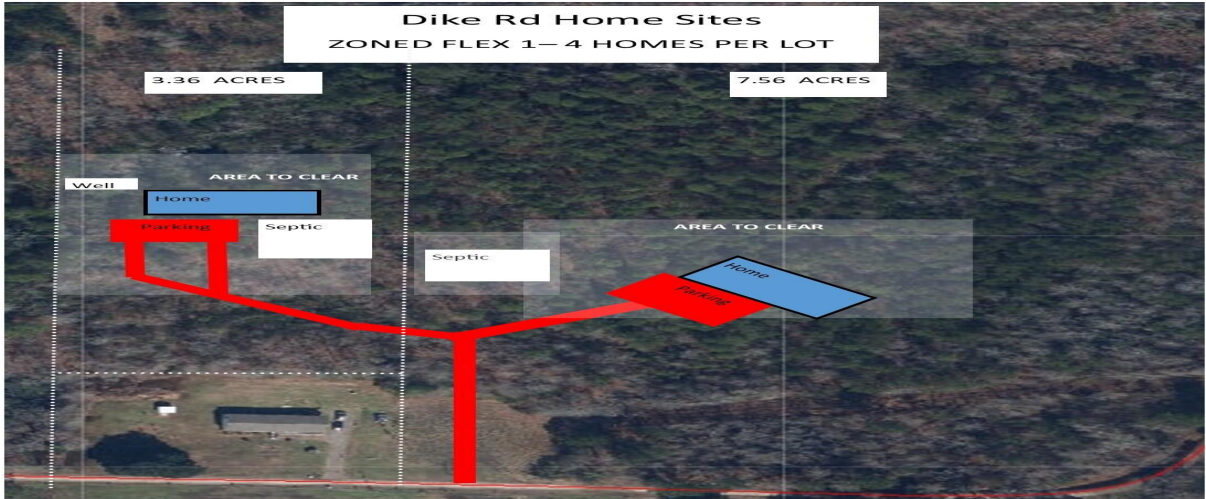 Dike Rd Home Sites
ZONED FLEX 1– 4 HOMES PER LOT
3.36 ACRES
7.56 ACRES
AREA TO CLEAR
Well
Home
Parking
Septic
AREA TO CLEAR
Septic
Home
Parking